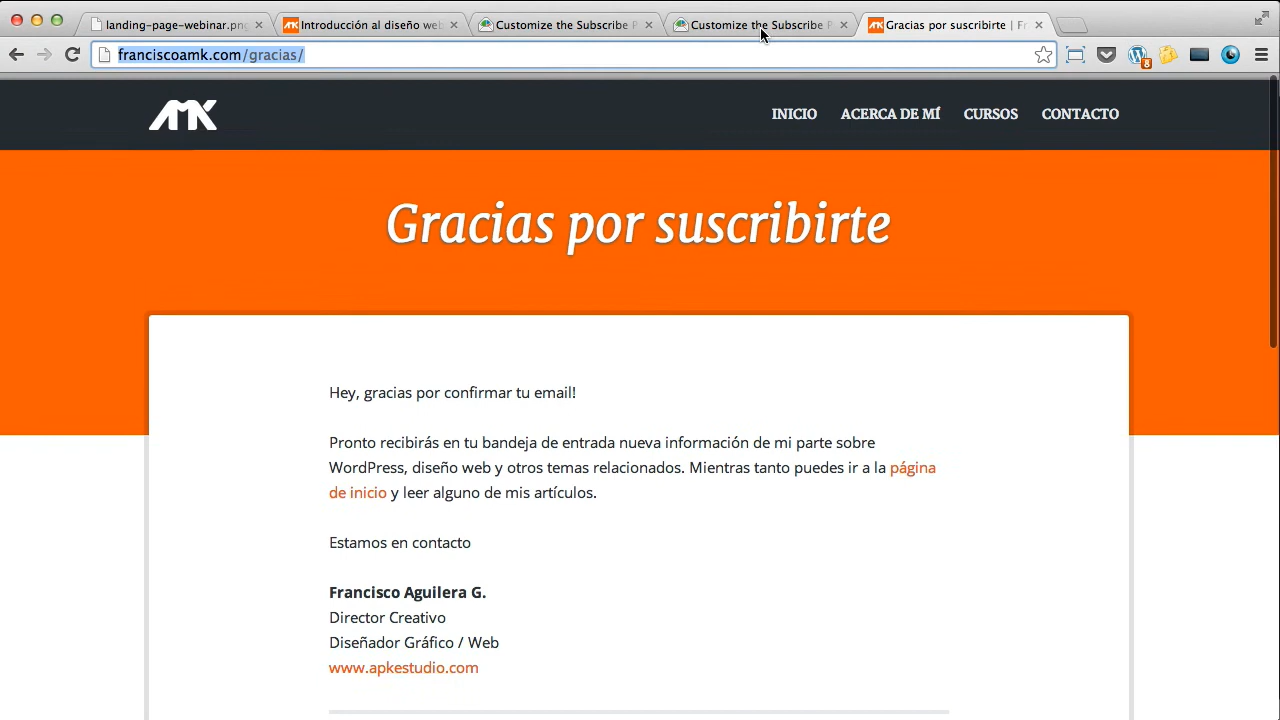 landing-page-webinar.png
Introducción al diseño web
Customize the Subscribe P
Customize the Subscribe P
Gracias por suscribirte | Fr
franciscoamk.com/gracias/
8
AMK
INICIO
ACERCA DE MÍ
CURSOS
CONTACTO
Gracias por suscribirte
Hey, gracias por confirmar tu email!
Pronto recibirás en tu bandeja de entrada nueva información de mi parte sobre
WordPress, diseño web y otros temas relacionados. Mientras tanto puedes ir a la página
de inicio y leer alguno de mis artículos.
Estamos en contacto
Francisco Aguilera G.
Director Creativo
Diseñador Gráfico / Web
www.apkestudio.com